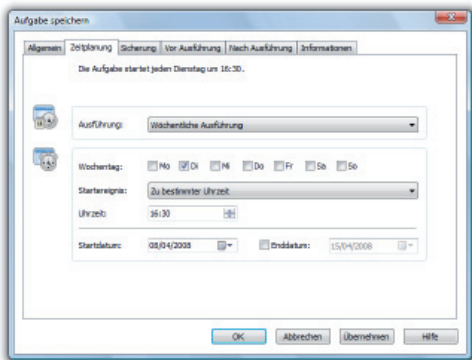 Aufgabe speichern
Allgemein Zeitplanung Sicherung Vor Ausführung Nach Ausführung Informationen
Die Aufgabe startet jeden Dienstag um 16:30.
Ausführung: Wöchentliche Ausführung
Wochentag: Mo Di Mi Do Fr Sa So
Startereignis: Zu bestimmter Uhrzeit
Uhrzeit: 16:30
Startdatum: 08/04/2008 Enddatum: 15/04/2008
OK Abbrechen Übernehmen Hilfe